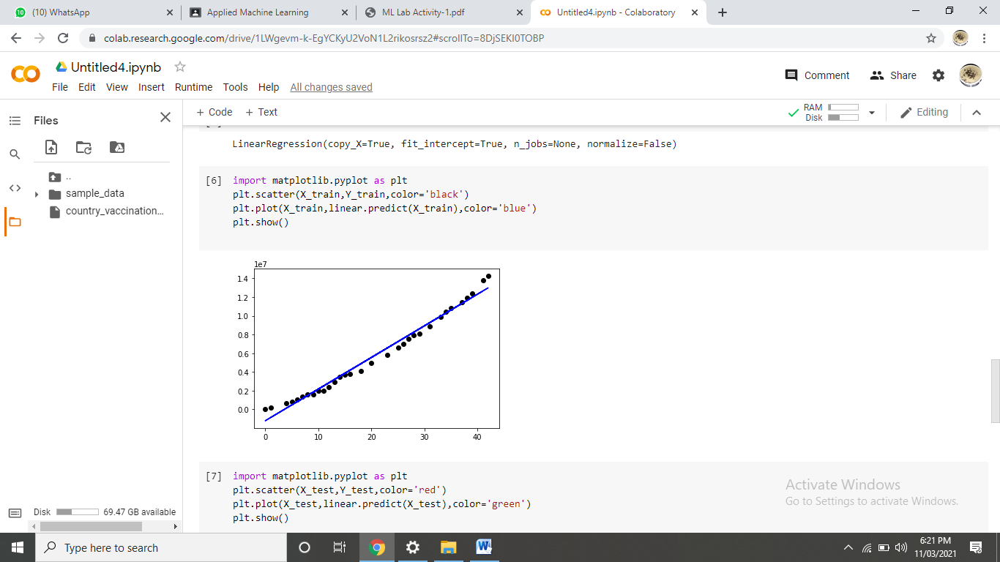 (10) WhatsApp
Applied Machine Learning
ML Lab Activity-1.pdf
Untitled4.ipynb - Colaboratory
colab.research.google.com/drive/1LWgevm-k-EgYCKyU2VoN1L2rikosrsz2#scrollTo=8DjSEKI0TOBP
Untitled4.ipynb
File Edit View Insert Runtime Tools Help All changes saved
Comment
Share
Files
+ Code + Text
RAM
Disk
Editing
..
sample_data
country_vaccination...
LinearRegression(copy_X=True, fit_intercept=True, n_jobs=None, normalize=False)
[6] import matplotlib.pyplot as plt
plt.scatter(X_train,Y_train,color='black')
plt.plot(X_train,linear.predict(X_train),color='blue')
plt.show()
1e7
1.4
1.2
1.0
0.8
0.6
0.4
0.2
0.0
0 10 20 30 40
[7] import matplotlib.pyplot as plt
plt.scatter(X_test,Y_test,color='red')
plt.plot(X_test,linear.predict(X_test),color='green')
plt.show()
Activate Windows
Go to Settings to activate Windows.
Disk 69.47 GB available
Type here to search
6:21 PM
11/03/2021